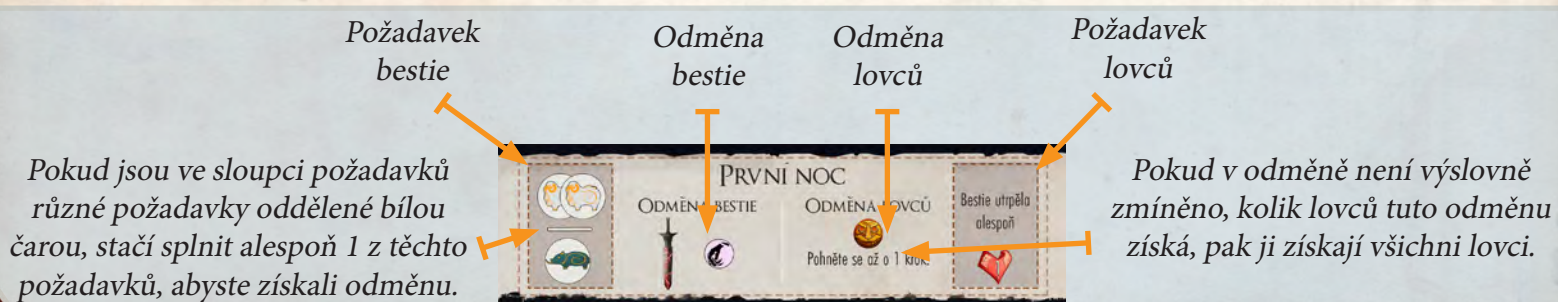 Požadavek
bestie
Odměna
bestie
Odměna
lovců
Požadavek
lovců
Pokud jsou ve sloupci požadavků
různé požadavky oddělené bílou
čarou, stačí splnit alespoň 1 z těchto
požadavků, abyste získali odměnu.
PRVNÍ NOC
ODMĚNA BESTIE
ODMĚNA LOVCŮ
Pohněte se až o 1 krok.
Bestie utrpěla
alespoň
Pokud v odměně není výslovně
zmíněno, kolik lovců tuto odměnu
získá, pak ji získají všichni lovci.